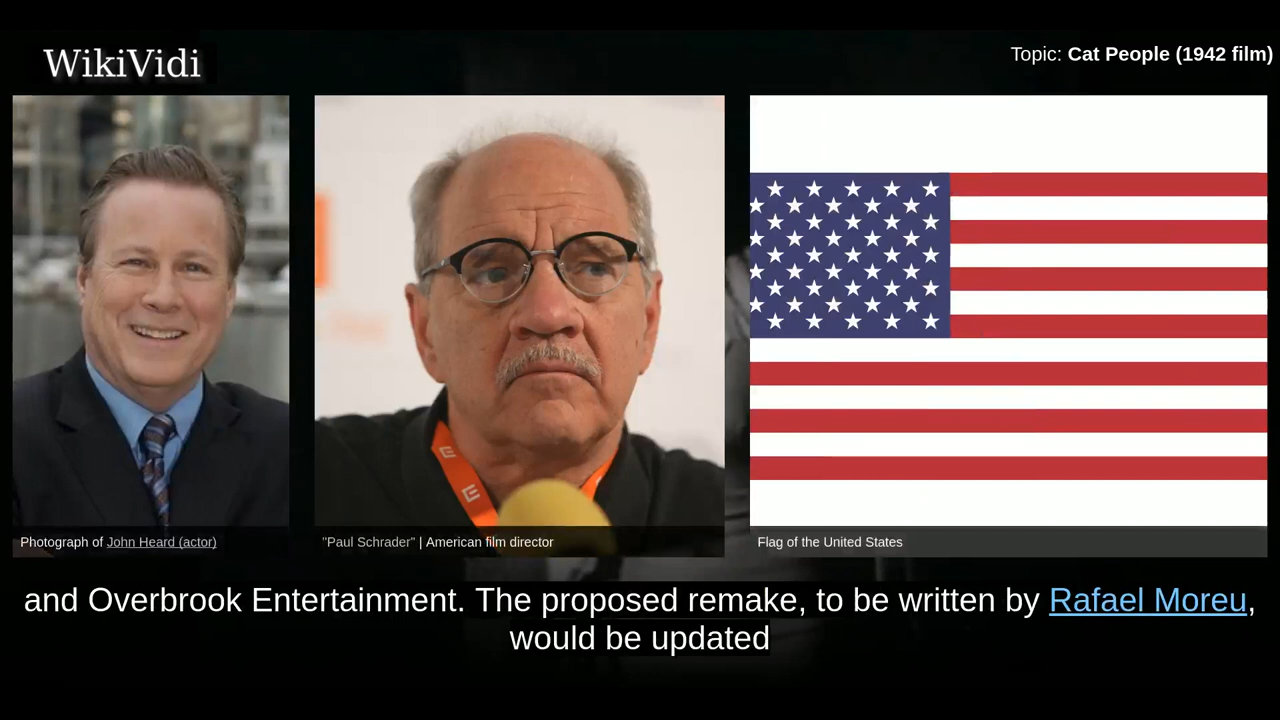 WikiVidi
Topic: Cat People (1942 film)
Photograph of John Heard (actor)
"Paul Schrader" | American film director
Flag of the United States
and Overbrook Entertainment. The proposed remake, to be written by Rafael Moreu,
would be updated